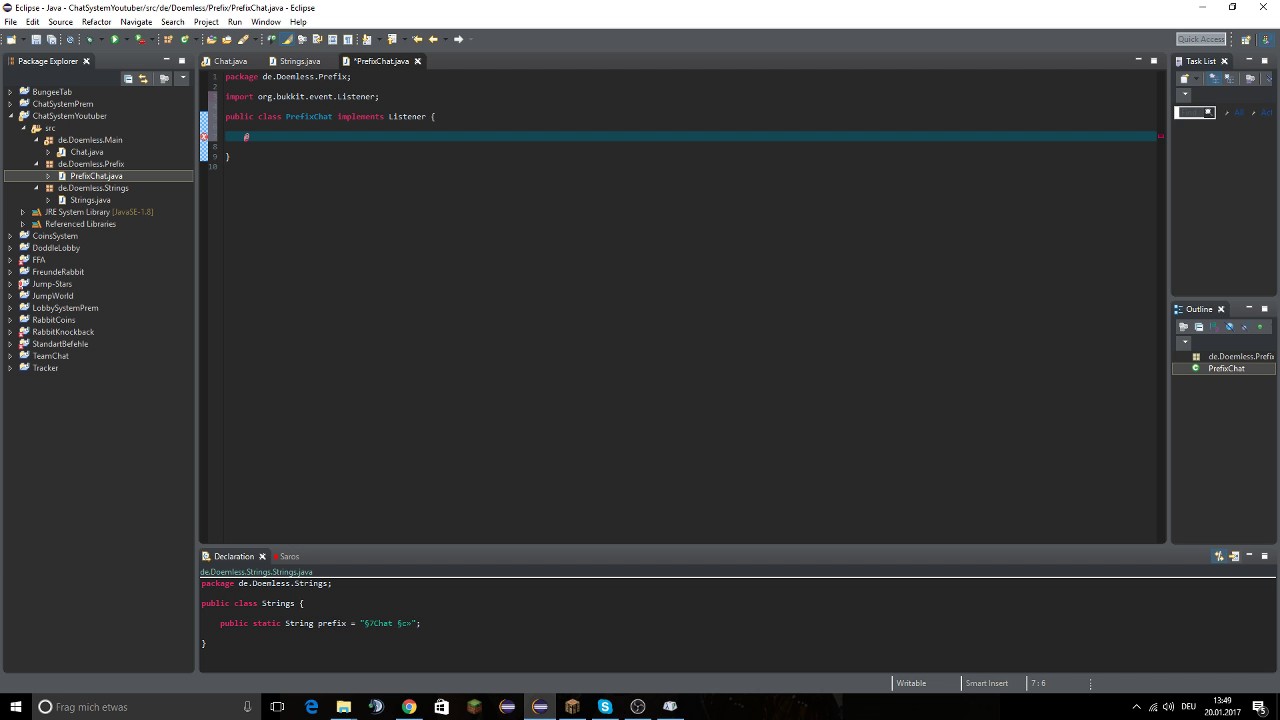 Eclipse - Java - ChatSystemYoutuber/src/de/Doemless/Prefix/PrefixChat.java - Eclipse
File Edit Source Refactor Navigate Search Project Run Window Help
Quick Access
Package Explorer
BungeeTab
ChatSystemPrem
ChatSystemYoutuber
src
de.Doemless.Main
Chat.java
de.Doemless.Prefix
PrefixChat.java
de.Doemless.Strings
Strings.java
JRE System Library [JavaSE-1.8]
Referenced Libraries
CoinsSystem
DoddleLobby
FFA
FreundeRabbit
Jump-Stars
JumpWorld
LobbySystemPrem
RabbitCoins
RabbitKnockback
StandartBefehle
TeamChat
Tracker
Chat.java Strings.java *PrefixChat.java
1 package de.Doemless.Prefix;
2
import org.bukkit.event.Listener;
public class PrefixChat implements Listener {
@
8
9 }
10
Task List
Outline
de.Doemless.Prefix
PrefixChat
Declaration Saros
de.Doemless.Strings.Strings.java
package de.Doemless.Strings;
public class Strings {
public static String prefix = "§7Chat §c»";
}
Writable Smart Insert 7 : 6
Frag mich etwas
DEU
13:49
20.01.2017